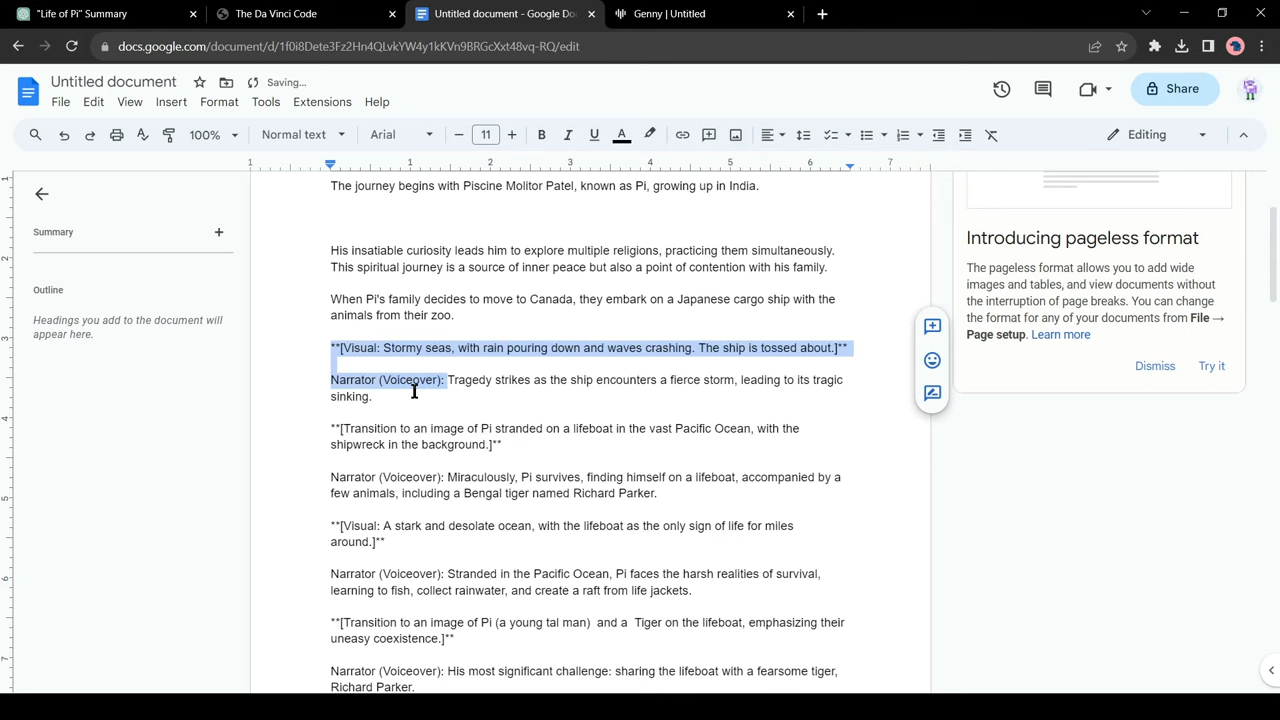 "Life of Pi" Summary
The Da Vinci Code
Untitled document - Google Do
Genny | Untitled
docs.google.com/document/d/1f0i8Dete3Fz2Hn4QLvkYW4y1kKVn9BRGcXxt48vq-RQ/edit
Untitled document
Saving...
File Edit View Insert Format Tools Extensions Help
Share
100% Normal text Arial 11 Editing
1 1 2 3 4 5 6 7
The journey begins with Piscine Molitor Patel, known as Pi, growing up in India.
Summary
Outline
Headings you add to the document will
appear here.
His insatiable curiosity leads him to explore multiple religions, practicing them simultaneously.
This spiritual journey is a source of inner peace but also a point of contention with his family.
When Pi's family decides to move to Canada, they embark on a Japanese cargo ship with the
animals from their zoo.
**[Visual: Stormy seas, with rain pouring down and waves crashing. The ship is tossed about.]**
Narrator (Voiceover): Tragedy strikes as the ship encounters a fierce storm, leading to its tragic
sinking.
**[Transition to an image of Pi stranded on a lifeboat in the vast Pacific Ocean, with the
shipwreck in the background.]**
Narrator (Voiceover): Miraculously, Pi survives, finding himself on a lifeboat, accompanied by a
few animals, including a Bengal tiger named Richard Parker.
**[Visual: A stark and desolate ocean, with the lifeboat as the only sign of life for miles
around.]**
Narrator (Voiceover): Stranded in the Pacific Ocean, Pi faces the harsh realities of survival,
learning to fish, collect rainwater, and create a raft from life jackets.
**[Transition to an image of Pi (a young tal man)  and a  Tiger on the lifeboat, emphasizing their
uneasy coexistence.]**
Narrator (Voiceover): His most significant challenge: sharing the lifeboat with a fearsome tiger,
Richard Parker.
Introducing pageless format
The pageless format allows you to add wide
images and tables, and view documents without
the interruption of page breaks. You can change
the format for any of your documents from File →
Page setup. Learn more
Dismiss Try it
1
2
3
4
5
6
7